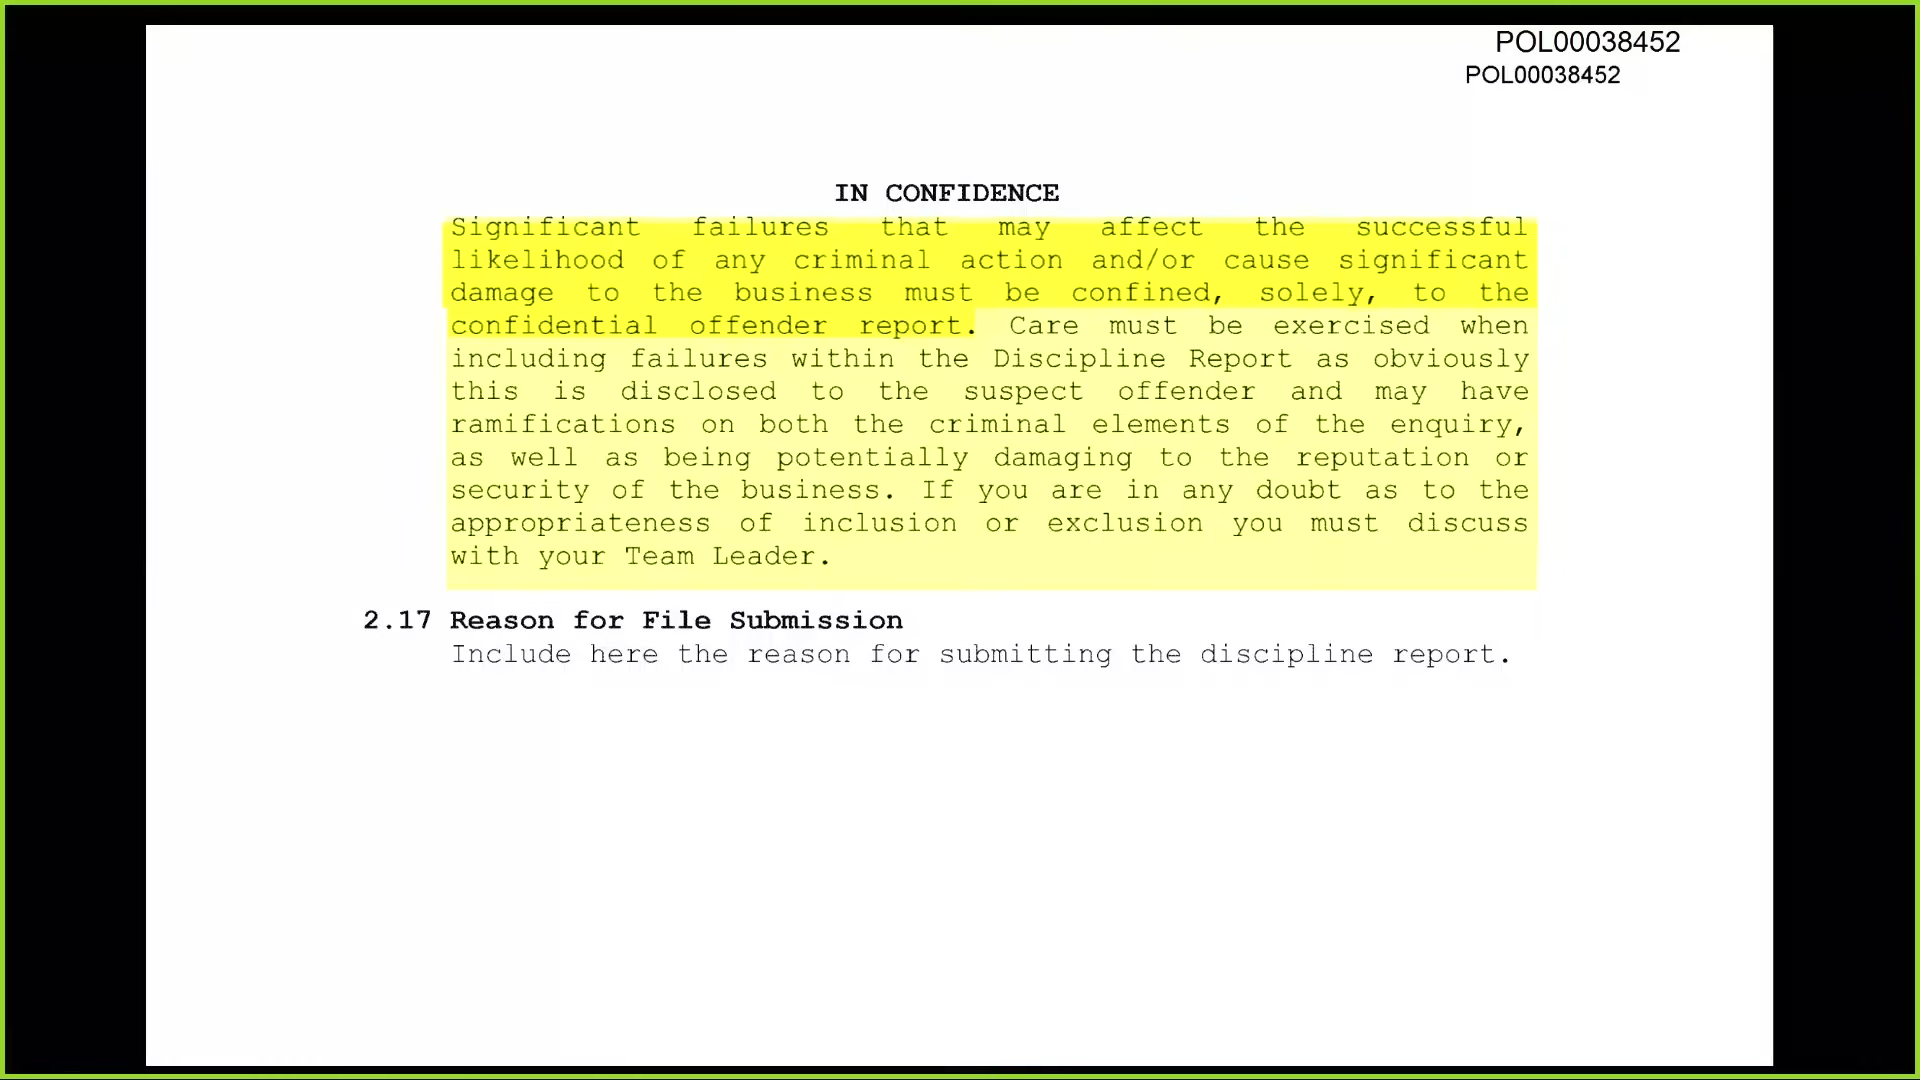 POL00038452
POL00038452
IN CONFIDENCE
Significant failures that may affect the successful
likelihood of any criminal action and/or cause significant
damage to the business must be confined, solely, to the
confidential offender report. Care must be exercised when
including failures within the Discipline Report as obviously
this is disclosed to the suspect offender and may have
ramifications on both the criminal elements of the enquiry,
as well as being potentially damaging to the reputation or
security of the business. If you are in any doubt as to the
appropriateness of inclusion or exclusion you must discuss
with your Team Leader.
2.17 Reason for File Submission
Include here the reason for submitting the discipline report.